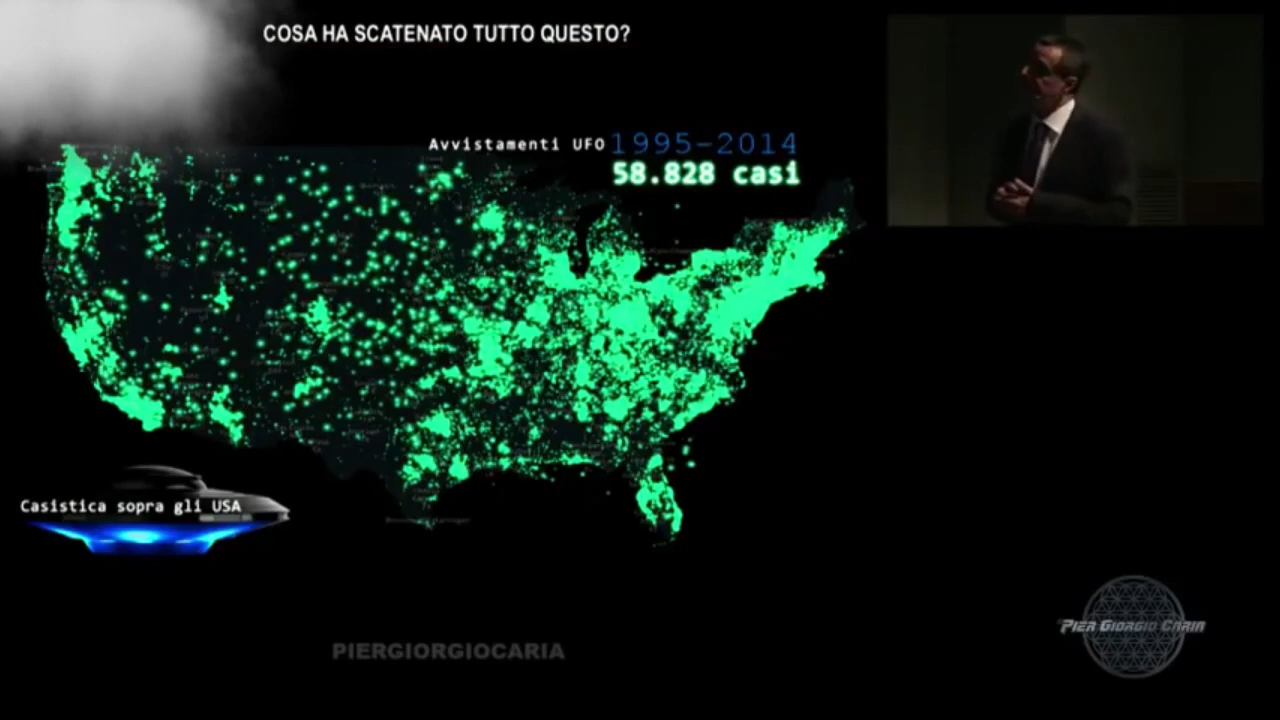 COSA HA SCATENATO TUTTO QUESTO?
Avvistamenti UFO 1995-2014
58.828 casi
Casistica sopra gli USA
PIER GIORGIO CARIA
PIERGIORGIOCARIA